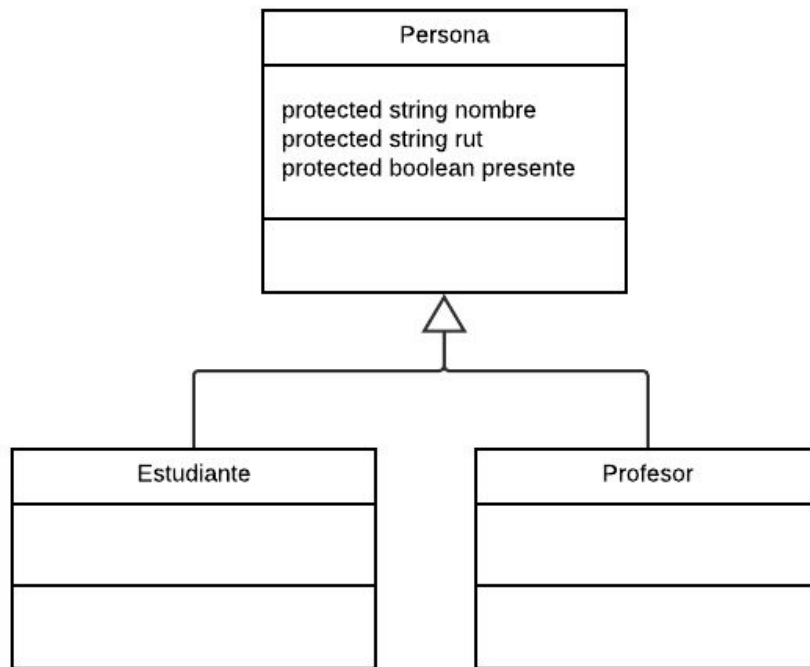 Persona
protected string nombre
protected string rut
protected boolean presente
Estudiante
Profesor